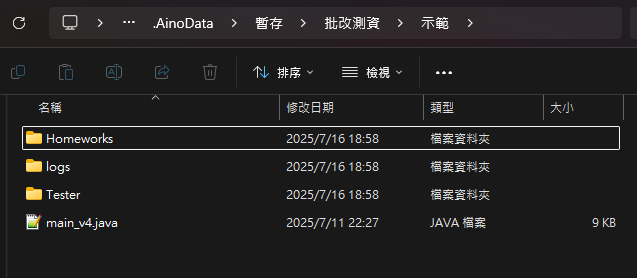 … .AinoData > 暫存 > 批改測資 > 示範 >
排序 檢視 …
名稱 修改日期 類型 大小
Homeworks 2025/7/16 18:58 檔案資料夾
logs 2025/7/16 18:58 檔案資料夾
Tester 2025/7/16 18:58 檔案資料夾
main_v4.java 2025/7/11 22:27 JAVA 檔案 9 KB